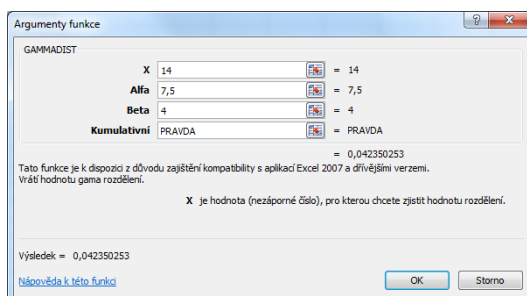 Argumenty funkce
GAMMADIST
X 14 = 14
Alfa 7,5 = 7,5
Beta 4 = 4
Kumulativní PRAVDA = PRAVDA
= 0,042350253
Tato funkce je k dispozici z důvodu zajištění kompatibility s aplikací Excel 2007 a dřívějšími verzemi.
Vrátí hodnotu gama rozdělení.
X je hodnota (nezáporné číslo), pro kterou chcete zjistit hodnotu rozdělení.
Výsledek = 0,042350253
Nápověda k této funkci OK Storno